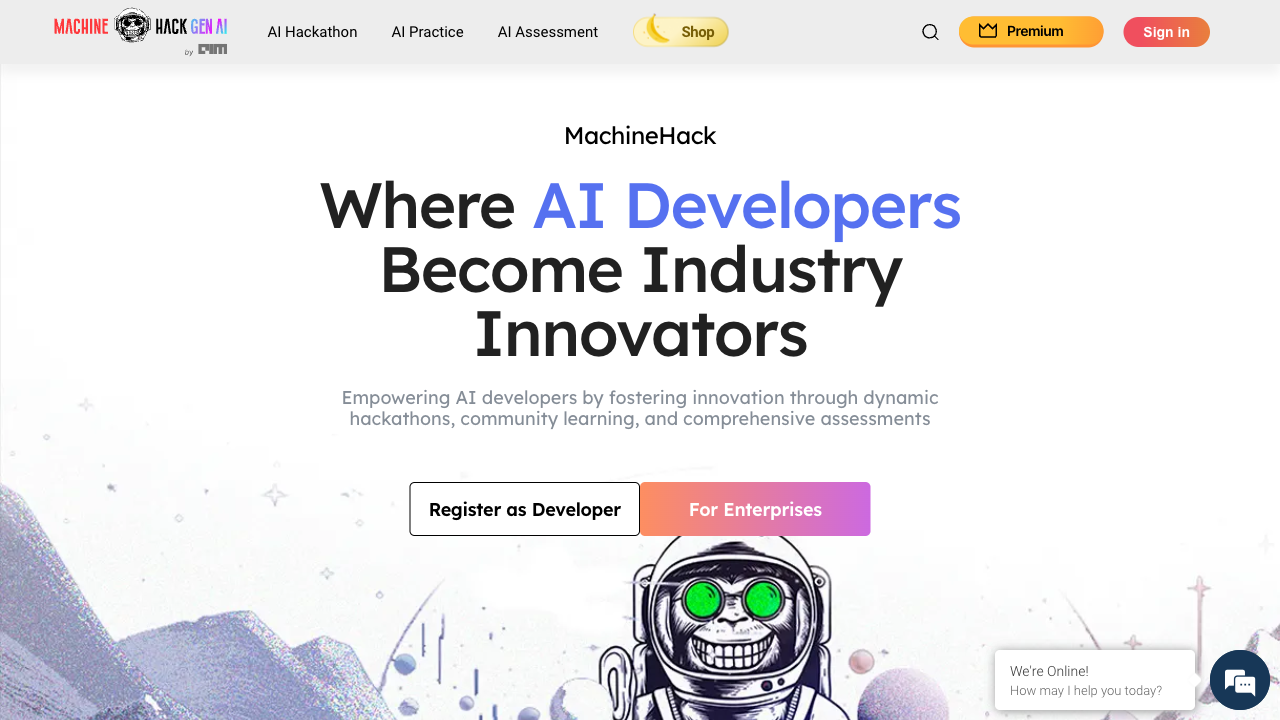 MACHINE HACK GEN AI
by AIM
AI Hackathon
AI Practice
AI Assessment
Shop
Premium
Sign in
MachineHack
Where AI Developers
Become Industry
Innovators
Empowering AI developers by fostering innovation through dynamic
hackathons, community learning, and comprehensive assessments
Register as Developer
For Enterprises
We're Online!
How may I help you today?